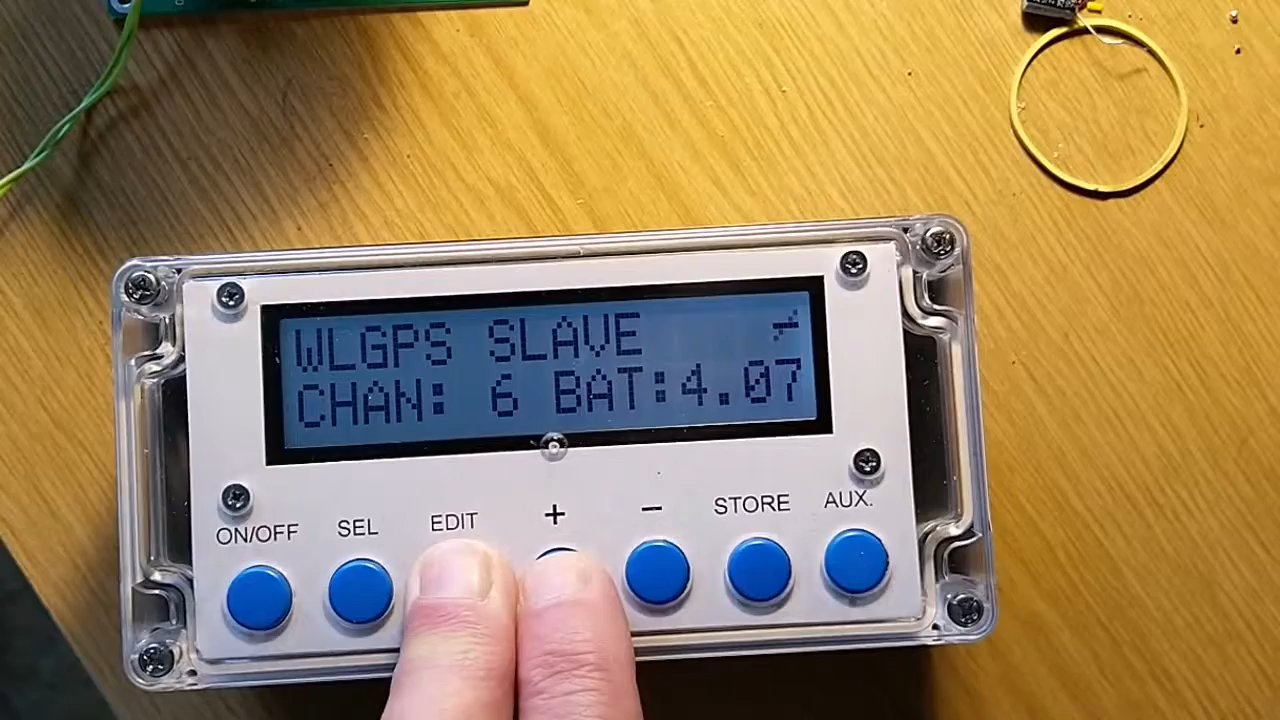 WLGPS SLAVE
CHAN: 6 BAT:4.07
ON/OFF SEL EDIT + - STORE AUX.